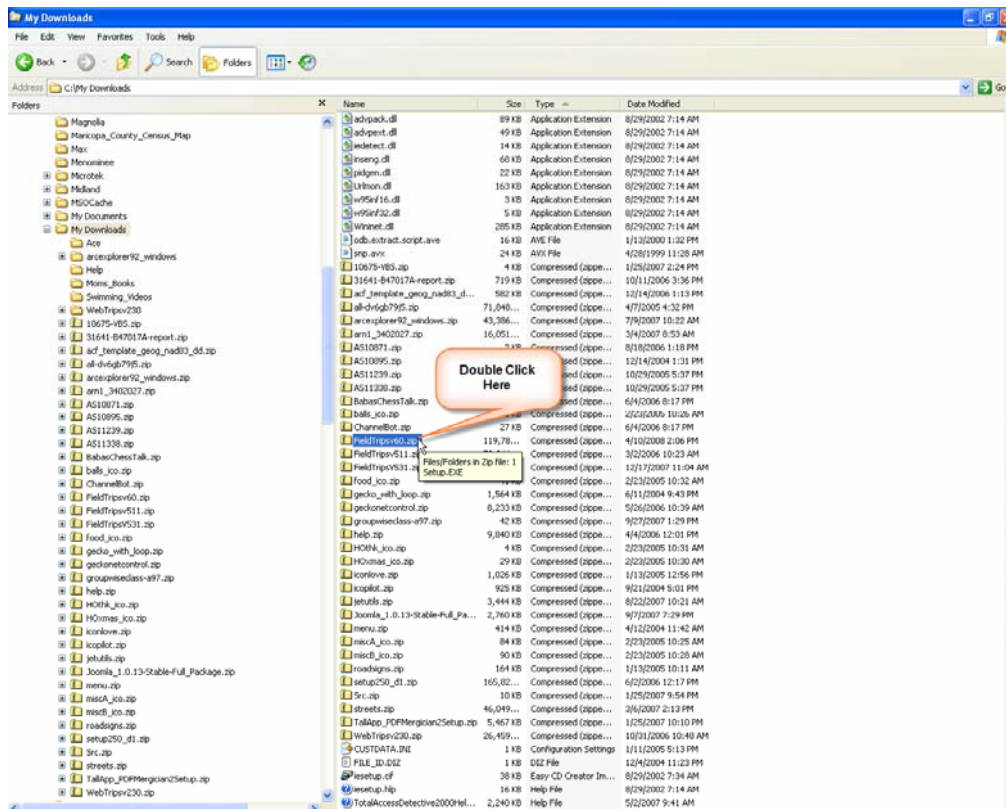 My Downloads
File Edit View Favorites Tools Help
Back Search Folders
Address C:\My Downloads Go
Folders x
Magnolia
Maricopa_County_Census_Map
Max
Menominee
Microtek
Midland
MSOCache
My Documents
My Downloads
Ace
arcexplorer92_windows
Help
Moms_Books
Swimming_Videos
WebTripsv230
10675-VBS.zip
31641-B47017A-report.zip
acf_template_geog_nad83_dd.zip
all-dv6gb79j5.zip
arcexplorer92_windows.zip
arn1_3402027.zip
AS10871.zip
AS10895.zip
AS11239.zip
AS11338.zip
BabasChessTalk.zip
balls_ico.zip
ChannelBot.zip
FieldTripsv60.zip
FieldTripsv511.zip
FieldTripsVS31.zip
food_ico.zip
gecko_with_loop.zip
geckonetcontrol.zip
groupwiseclass-a97.zip
help.zip
HOthk_ico.zip
HOxmas_ico.zip
iconlove.zip
icopilot.zip
jetutils.zip
Joomla_1.0.13-Stable-Full_Package.zip
menu.zip
miscA_ico.zip
miscB_ico.zip
roadsigns.zip
setup250_d1.zip
Src.zip
streets.zip
TallApp_PDFMergician2Setup.zip
WebTripsv230.zip
Name Size Type Date Modified
advpack.dll 89 KB Application Extension 8/29/2002 7:14 AM
advpext.dll 49 KB Application Extension 8/29/2002 7:14 AM
iedetect.dll 14 KB Application Extension 8/29/2002 7:14 AM
inseng.dll 68 KB Application Extension 8/29/2002 7:14 AM
pidgen.dll 22 KB Application Extension 8/29/2002 7:14 AM
Urlmon.dll 163 KB Application Extension 8/29/2002 7:14 AM
w95inf16.dll 3 KB Application Extension 8/29/2002 7:14 AM
w95inf32.dll 5 KB Application Extension 8/29/2002 7:14 AM
Wininet.dll 285 KB Application Extension 8/29/2002 7:14 AM
odb.extract.script.ave 16 KB AVE File 1/13/2000 1:32 PM
snp.avx 24 KB AVX File 4/28/1999 11:28 AM
10675-VBS.zip 4 KB Compressed (zippe... 1/25/2007 2:24 PM
31641-B47017A-report.zip 719 KB Compressed (zippe... 10/11/2006 3:36 PM
acf_template_geog_nad83_d... 582 KB Compressed (zippe... 12/14/2006 1:13 PM
all-dv6gb79j5.zip 71,048... Compressed (zippe... 4/7/2005 4:32 PM
arcexplorer92_windows.zip 43,386... Compressed (zippe... 7/9/2007 10:22 AM
arn1_3402027.zip 16,051... Compressed (zippe... 3/4/2007 8:53 AM
AS10871.zip Compressed (zippe... 8/18/2006 1:18 PM
AS10895.zip sed (zippe... 12/14/2004 1:31 PM
AS11239.zip sed (zippe... 10/29/2005 5:37 PM
AS11338.zip sed (zippe... 10/29/2005 5:37 PM
BabasChessTalk.zip sed (zippe... 6/4/2006 8:17 PM
balls_ico.zip KB Compressed (zippe... 2/23/2005 10:26 AM
ChannelBot.zip 27 KB Compressed (zippe... 6/4/2006 8:17 PM
FieldTripsv60.zip 119,78... Compressed (zippe... 4/10/2008 2:06 PM
FieldTripsv511.zi Compressed (zippe... 3/2/2006 10:23 AM
FieldTripsVS31.z Compressed (zippe... 12/17/2007 11:04 AM
food_ico.zip Compressed (zippe... 2/23/2005 10:32 AM
gecko_with_loop.zip 1,564 KB Compressed (zippe... 6/11/2004 9:43 PM
geckonetcontrol.zip 8,233 KB Compressed (zippe... 5/26/2006 10:39 AM
groupwiseclass-a97.zip 42 KB Compressed (zippe... 9/27/2007 1:29 PM
help.zip 9,840 KB Compressed (zippe... 4/4/2006 12:01 PM
HOthk_ico.zip 4 KB Compressed (zippe... 2/23/2005 10:31 AM
HOxmas_ico.zip 29 KB Compressed (zippe... 2/23/2005 10:30 AM
iconlove.zip 1,026 KB Compressed (zippe... 1/13/2005 12:56 PM
icopilot.zip 925 KB Compressed (zippe... 9/21/2004 5:01 PM
jetutils.zip 3,444 KB Compressed (zippe... 8/22/2007 10:21 AM
Joomla_1.0.13-Stable-Full_Pa... 2,760 KB Compressed (zippe... 9/7/2007 7:29 PM
menu.zip 414 KB Compressed (zippe... 4/12/2004 11:42 AM
miscA_ico.zip 84 KB Compressed (zippe... 2/23/2005 10:25 AM
miscB_ico.zip 90 KB Compressed (zippe... 2/23/2005 10:28 AM
roadsigns.zip 164 KB Compressed (zippe... 1/13/2005 10:11 AM
setup250_d1.zip 165,82... Compressed (zippe... 6/2/2006 12:17 PM
Src.zip 10 KB Compressed (zippe... 1/25/2007 9:54 PM
streets.zip 46,049... Compressed (zippe... 3/6/2007 2:13 PM
TallApp_PDFMergician2Setup.zip 5,467 KB Compressed (zippe... 1/25/2007 10:10 PM
WebTripsv230.zip 26,459... Compressed (zippe... 10/31/2006 10:48 AM
CUSTDATA.INI 1 KB Configuration Settings 1/11/2005 5:13 PM
FILE_ID.DIZ 1 KB DIZ File 12/4/2004 11:23 PM
iesetup.cif 38 KB Easy CD Creator Im... 8/29/2002 7:34 AM
iesetup.hlp 16 KB Help File 8/29/2002 7:14 AM
TotalAccessDetective2000Hel... 2,240 KB Help File 5/2/2007 9:41 AM
Double Click
Here
Files/Folders in Zip file: 1
Setup.EXE